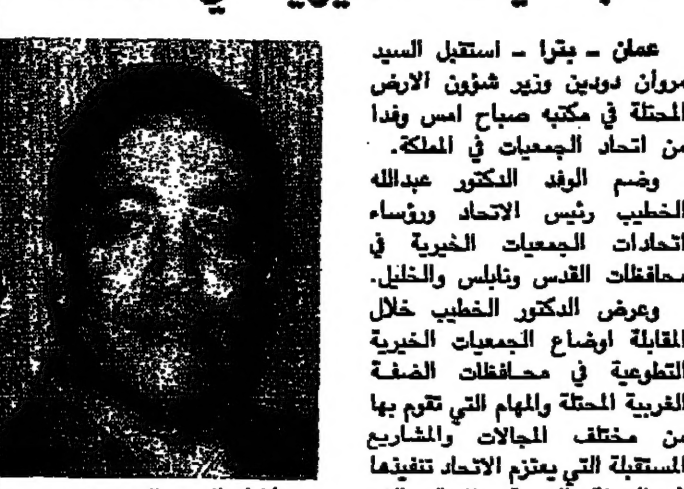 عمان ـ بترا ـ استقبل السيد
مروان دودين وزير شؤون الارض
المحتلة في مكتبه صباح امس وفدا
من اتحاد الجمعيات في المملكة.
وضم الوفد الدكتور عبدالله
الخطيب رئيس الاتحاد ورؤساء
اتحادات الجمعيات الخيرية في
محافظات القدس ونابلس والخليل.
وعرض الدكتور الخطيب خلال
المقابلة اوضاع الجمعيات الخيرية
التطوعية في محافظات الضفة
الغربية المحتلة والمهام التي تقوم بها
من مختلف المجالات والمشاريع
المستقبلة التي يعتزم الاتحاد تنفيذها